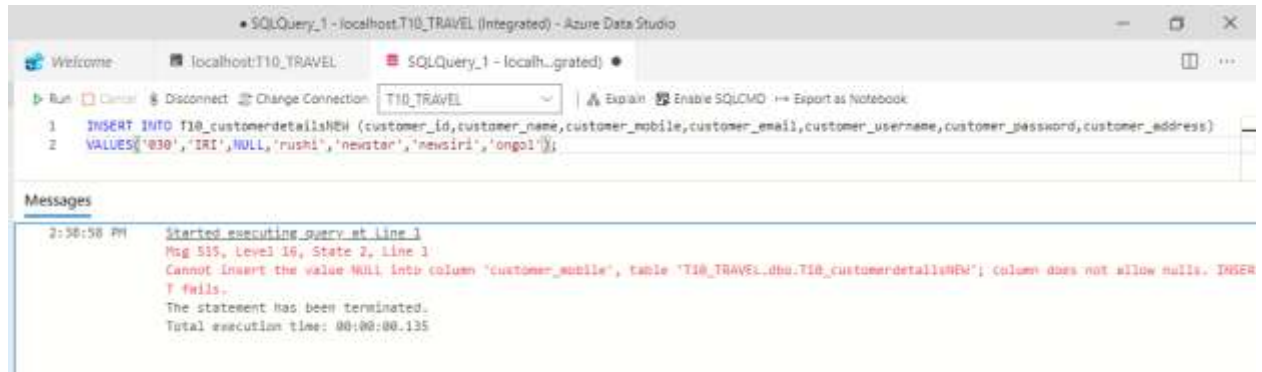 • SQLQuery_1 - localhost.T10_TRAVEL (Integrated) - Azure Data Studio
Welcome localhost:T10_TRAVEL SQLQuery_1 - localh...grated) •
Run Cancel Disconnect Change Connection T10_TRAVEL Explain Enable SQLCMD Export as Notebook
1 INSERT INTO T10_customerdetailsNEW (customer_id,customer_name,customer_mobile,customer_email,customer_username,customer_password,customer_address)
2 VALUES('030','IRI',NULL,'rushi','newstar','newsiri','ongol');
Messages
2:58:58 PM Started executing query at Line 1
Msg 515, Level 16, State 2, Line 1
Cannot insert the value NULL into column 'customer_mobile', table 'T10_TRAVEL.dbo.T10_customerdetailsNEW'; column does not allow nulls. INSER
T fails.
The statement has been terminated.
Total execution time: 00:00:00.135